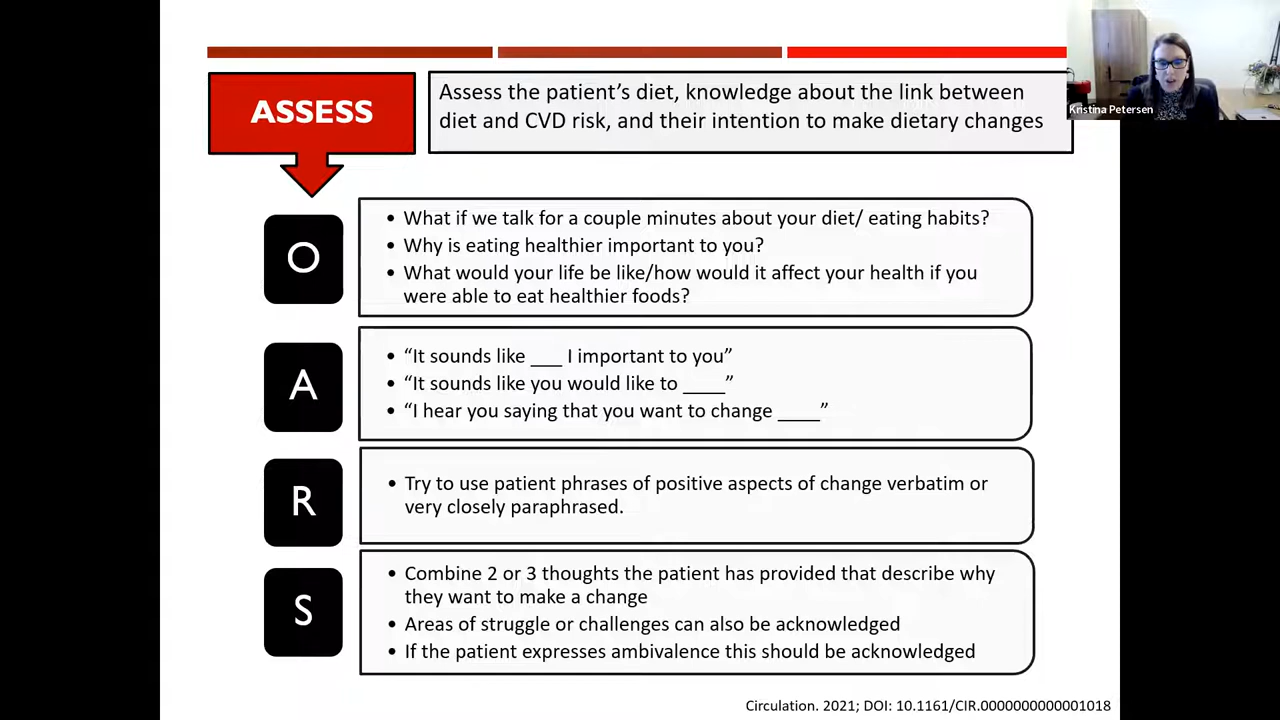 ASSESS
Assess the patient's diet, knowledge about the link between
diet and CVD risk, and their intention to make dietary changes
Kristina Petersen
O
• What if we talk for a couple minutes about your diet/ eating habits?
• Why is eating healthier important to you?
• What would your life be like/how would it affect your health if you
were able to eat healthier foods?
A
• “It sounds like ___ I important to you”
• “It sounds like you would like to ____”
• “I hear you saying that you want to change ____”
R
• Try to use patient phrases of positive aspects of change verbatim or
very closely paraphrased.
S
• Combine 2 or 3 thoughts the patient has provided that describe why
they want to make a change
• Areas of struggle or challenges can also be acknowledged
• If the patient expresses ambivalence this should be acknowledged
Circulation. 2021; DOI: 10.1161/CIR.0000000000001018